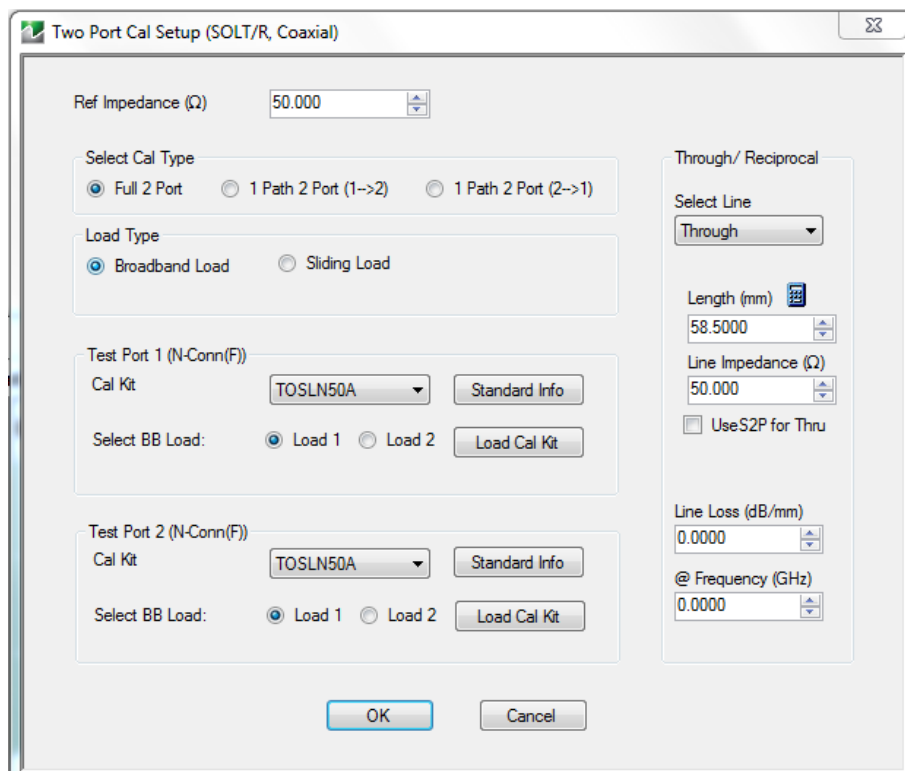 Two Port Cal Setup (SOLT/R, Coaxial)
Ref Impedance (Ω)
50.000
Select Cal Type
Full 2 Port
1 Path 2 Port (1-->2)
1 Path 2 Port (2-->1)
Load Type
Broadband Load
Sliding Load
Test Port 1 (N-Conn(F))
Cal Kit
TOSLN50A
Standard Info
Select BB Load:
Load 1
Load 2
Load Cal Kit
Test Port 2 (N-Conn(F))
Cal Kit
TOSLN50A
Standard Info
Select BB Load:
Load 1
Load 2
Load Cal Kit
Through/ Reciprocal
Select Line
Through
Length (mm)
58.5000
Line Impedance (Ω)
50.000
UseS2P for Thru
Line Loss (dB/mm)
0.0000
@ Frequency (GHz)
0.0000
OK
Cancel